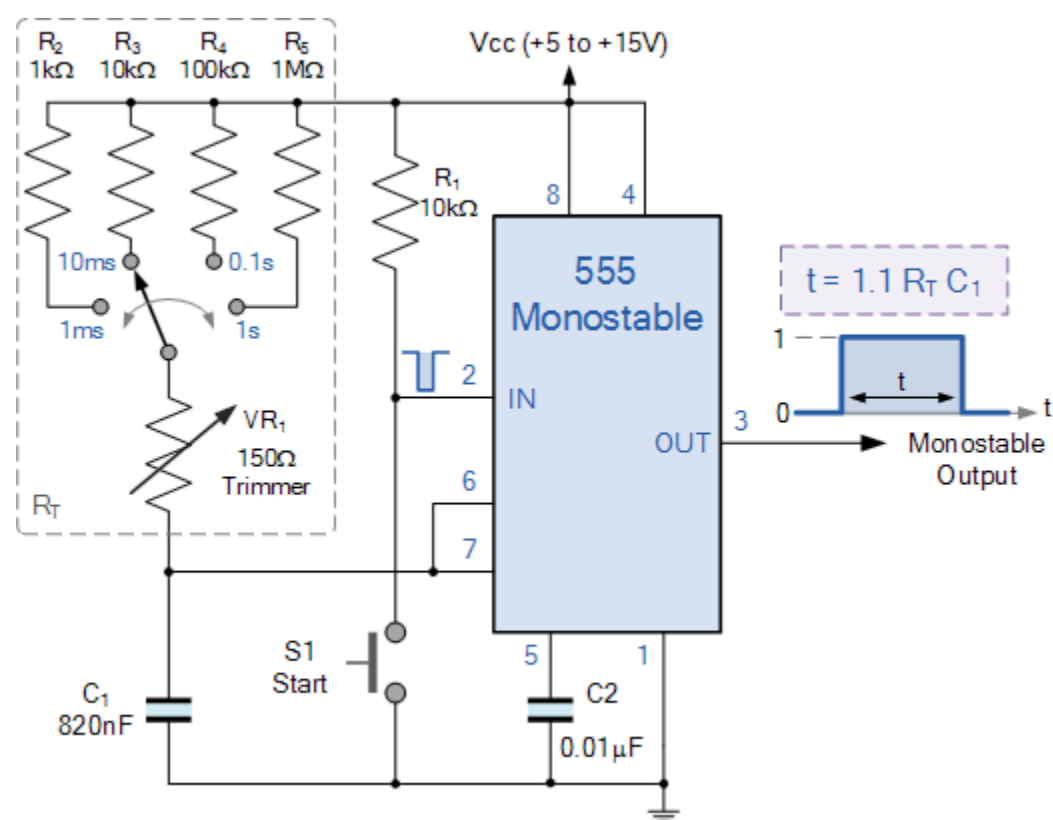 Vcc (+5 to +15V)
R₂
1kΩ
R₃
10kΩ
R₄
100kΩ
R₅
1MΩ
R₁
10kΩ
8
4
10ms
0.1s
1ms
1s
555
Monostable
t = 1.1 R_T C₁
1
t
0
t
2
IN
3
OUT
Monostable
Output
VR₁
150Ω
Trimmer
R_T
6
7
S1
Start
5
1
C₁
820nF
C2
0.01μF